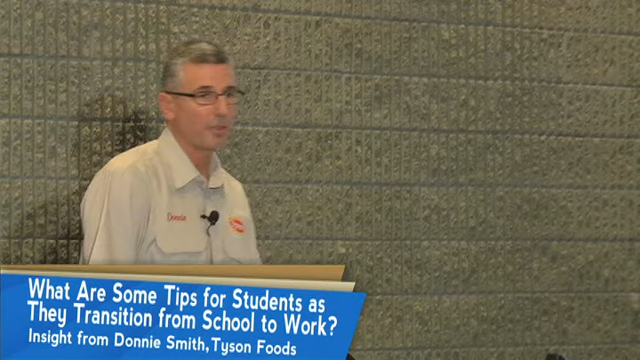 Donnie
What Are Some Tips for Students as
They Transition from School to Work?
Insight from Donnie Smith, Tyson Foods